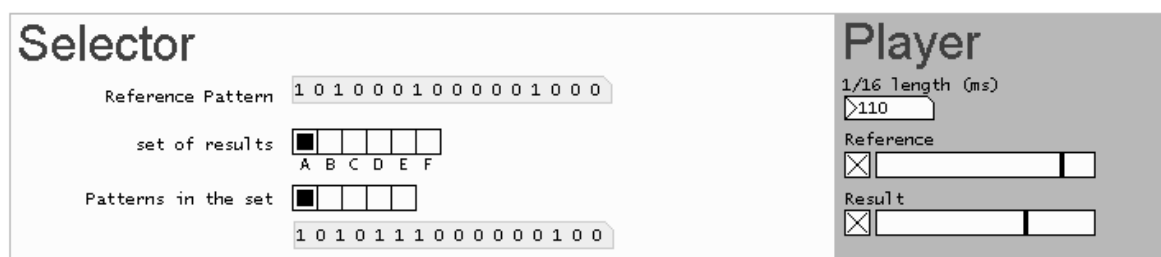 Selector
Reference Pattern 1 0 1 0 0 0 1 0 0 0 0 0 1 0 0 0
set of results
A B C D E F
Patterns in the set
1 0 1 0 1 1 1 0 0 0 0 0 0 1 0 0
Player
1/16 length (ms)
110
Reference
Result